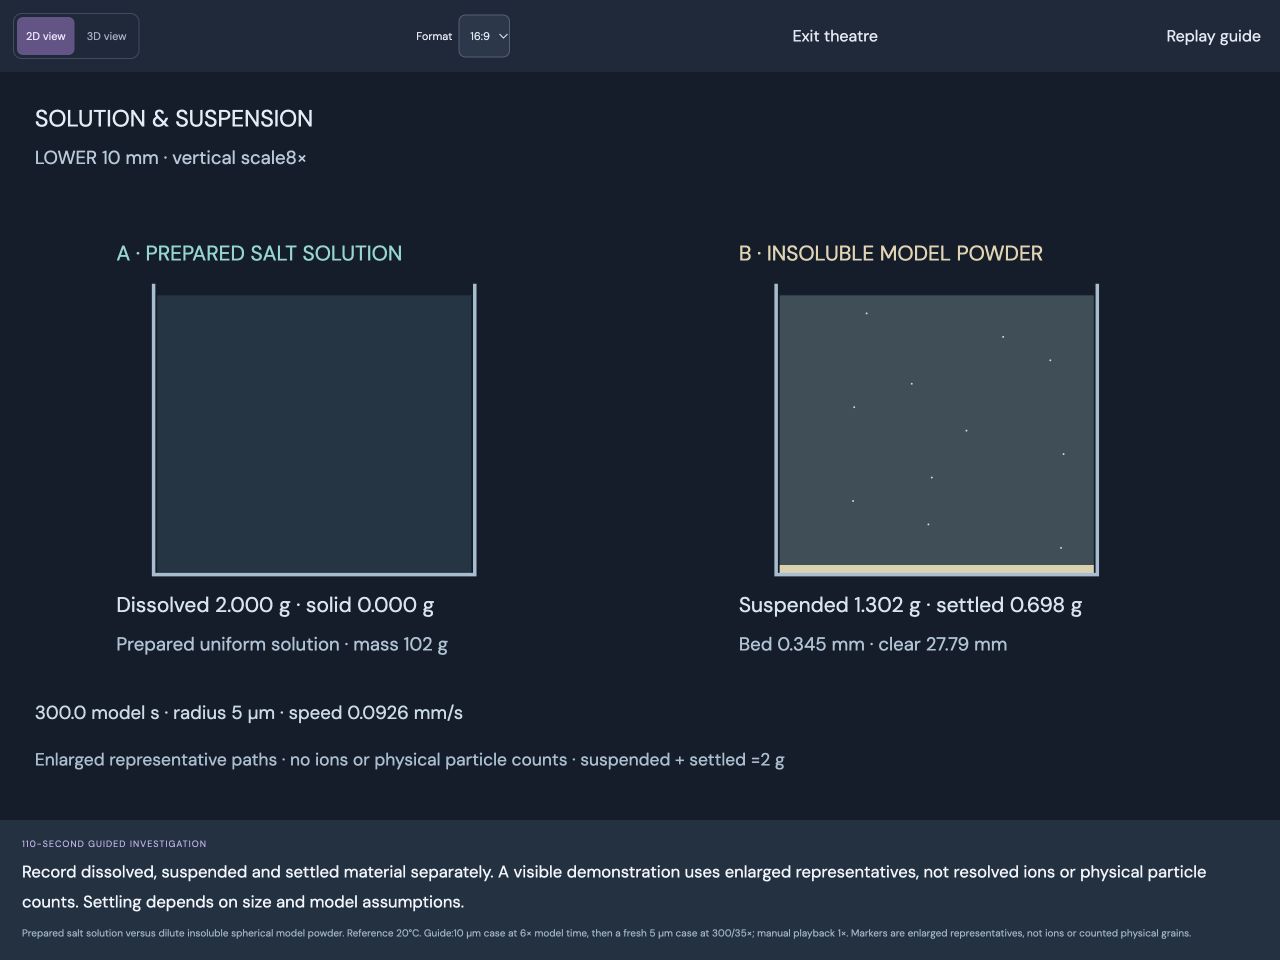 2D view
3D view
Format
16:9
Exit theatre
Replay guide
SOLUTION & SUSPENSION
LOWER 10 mm · vertical scale8×
A · PREPARED SALT SOLUTION
B · INSOLUBLE MODEL POWDER
Dissolved 2.000 g · solid 0.000 g
Suspended 1.302 g · settled 0.698 g
Prepared uniform solution · mass 102 g
Bed 0.345 mm · clear 27.79 mm
300.0 model s · radius 5 µm · speed 0.0926 mm/s
Enlarged representative paths · no ions or physical particle counts · suspended + settled =2 g
110-SECOND GUIDED INVESTIGATION
Record dissolved, suspended and settled material separately. A visible demonstration uses enlarged representatives, not resolved ions or physical particle
counts. Settling depends on size and model assumptions.
Prepared salt solution versus dilute insoluble spherical model powder. Reference 20°C. Guide:10 µm case at 6× model time, then a fresh 5 µm case at 300/35×; manual playback 1×. Markers are enlarged representatives, not ions or counted physical grains.